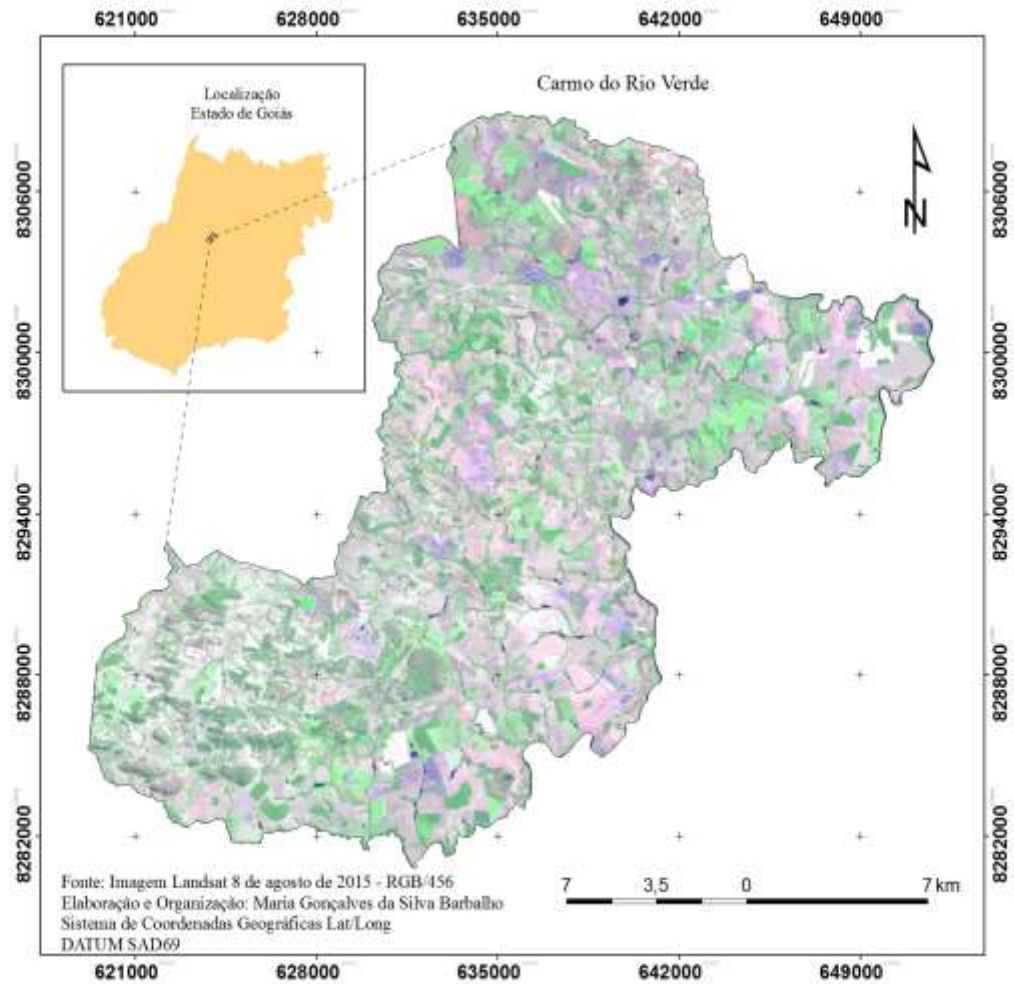 621000 628000 635000 642000 649000
Localização
Estado de Goiás
Carmo do Rio Verde
N
8306000 8306000
8300000 8300000
8294000 8294000
8288000 8288000
8282000 8282000
Fonte: Imagem Landsat 8 de agosto de 2015 - RGB/456
Elaboração e Organização: Maria Gonçalves da Silva Barbalho
Sistema de Coordenadas Geográficas Lat/Long
DATUM SAD69
7 3,5 0 7 km
621000 628000 635000 642000 649000